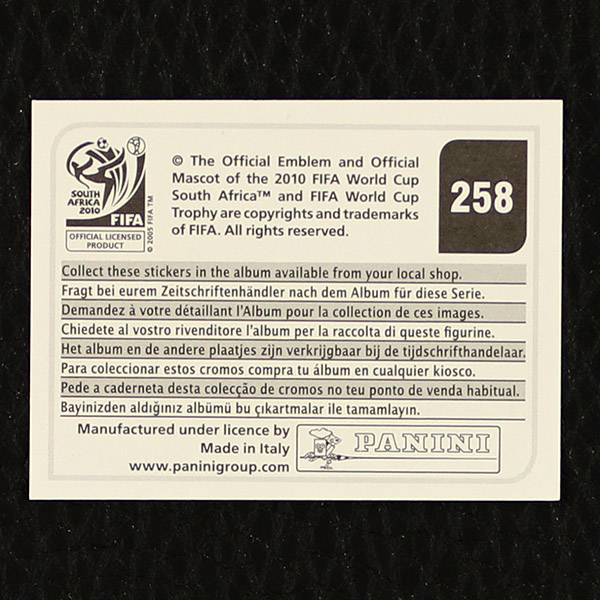 SOUTH
AFRICA
2010
FIFA
OFFICIAL LICENSED
PRODUCT
© 2005 FIFA TM
© The Official Emblem and Official
Mascot of the 2010 FIFA World Cup
South Africa™ and FIFA World Cup
Trophy are copyrights and trademarks
of FIFA. All rights reserved.
258
Collect these stickers in the album available from your local shop.
Fragt bei eurem Zeitschriftenhändler nach dem Album für diese Serie.
Demandez à votre détaillant l'Album pour la collection de ces images.
Chiedete al vostro rivenditore l'album per la raccolta di queste figurine.
Het album en de andere plaatjes zijn verkrijgbaar bij de tijdschrifthandelaar.
Para coleccionar estos cromos compra tu álbum en cualquier kiosco.
Pede a caderneta desta colecção de cromos no teu ponto de venda habitual.
Bayinizden aldığınız albümü bu çıkartmalar ile tamamlayın.
Manufactured under licence by
Made in Italy
www.paninigroup.com
PANINI